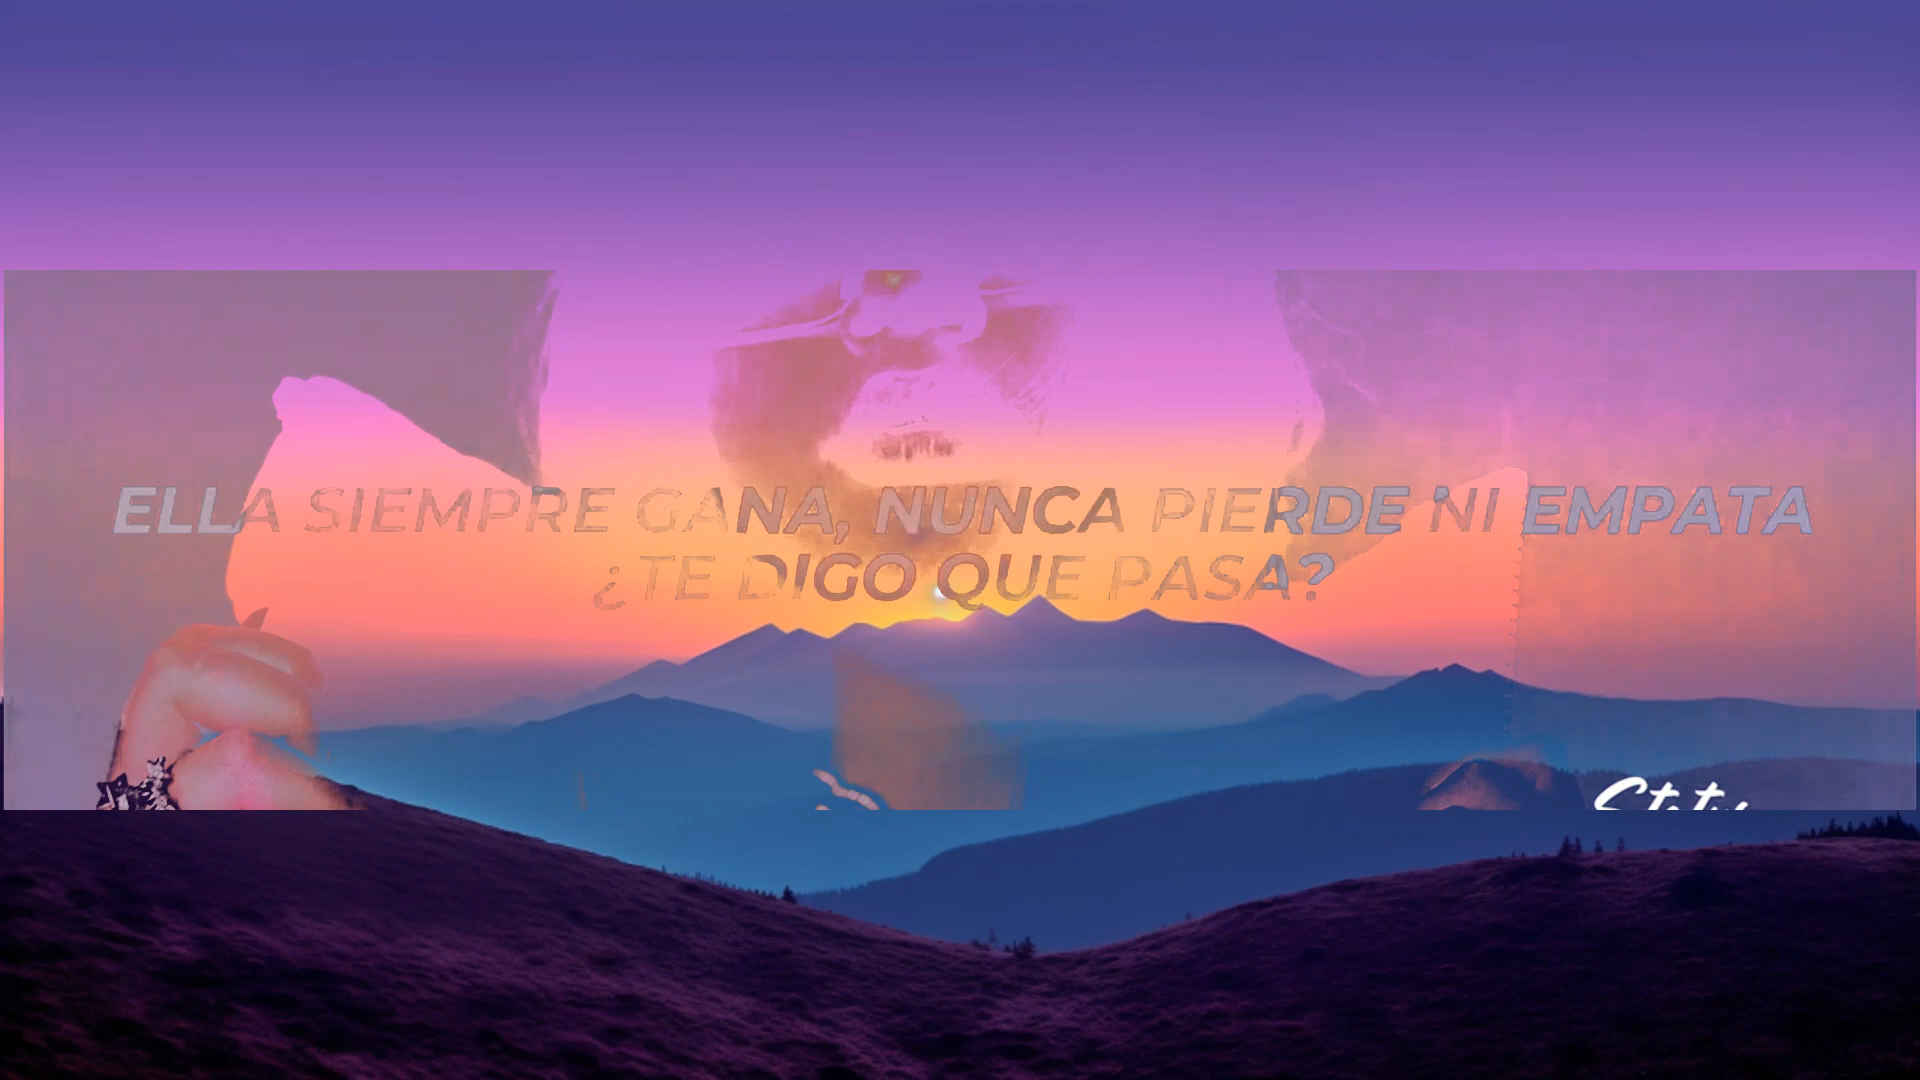 ELLA SIEMPRE GANA, NUNCA PIERDE NI EMPATA
¿TE DIGO QUE PASA?